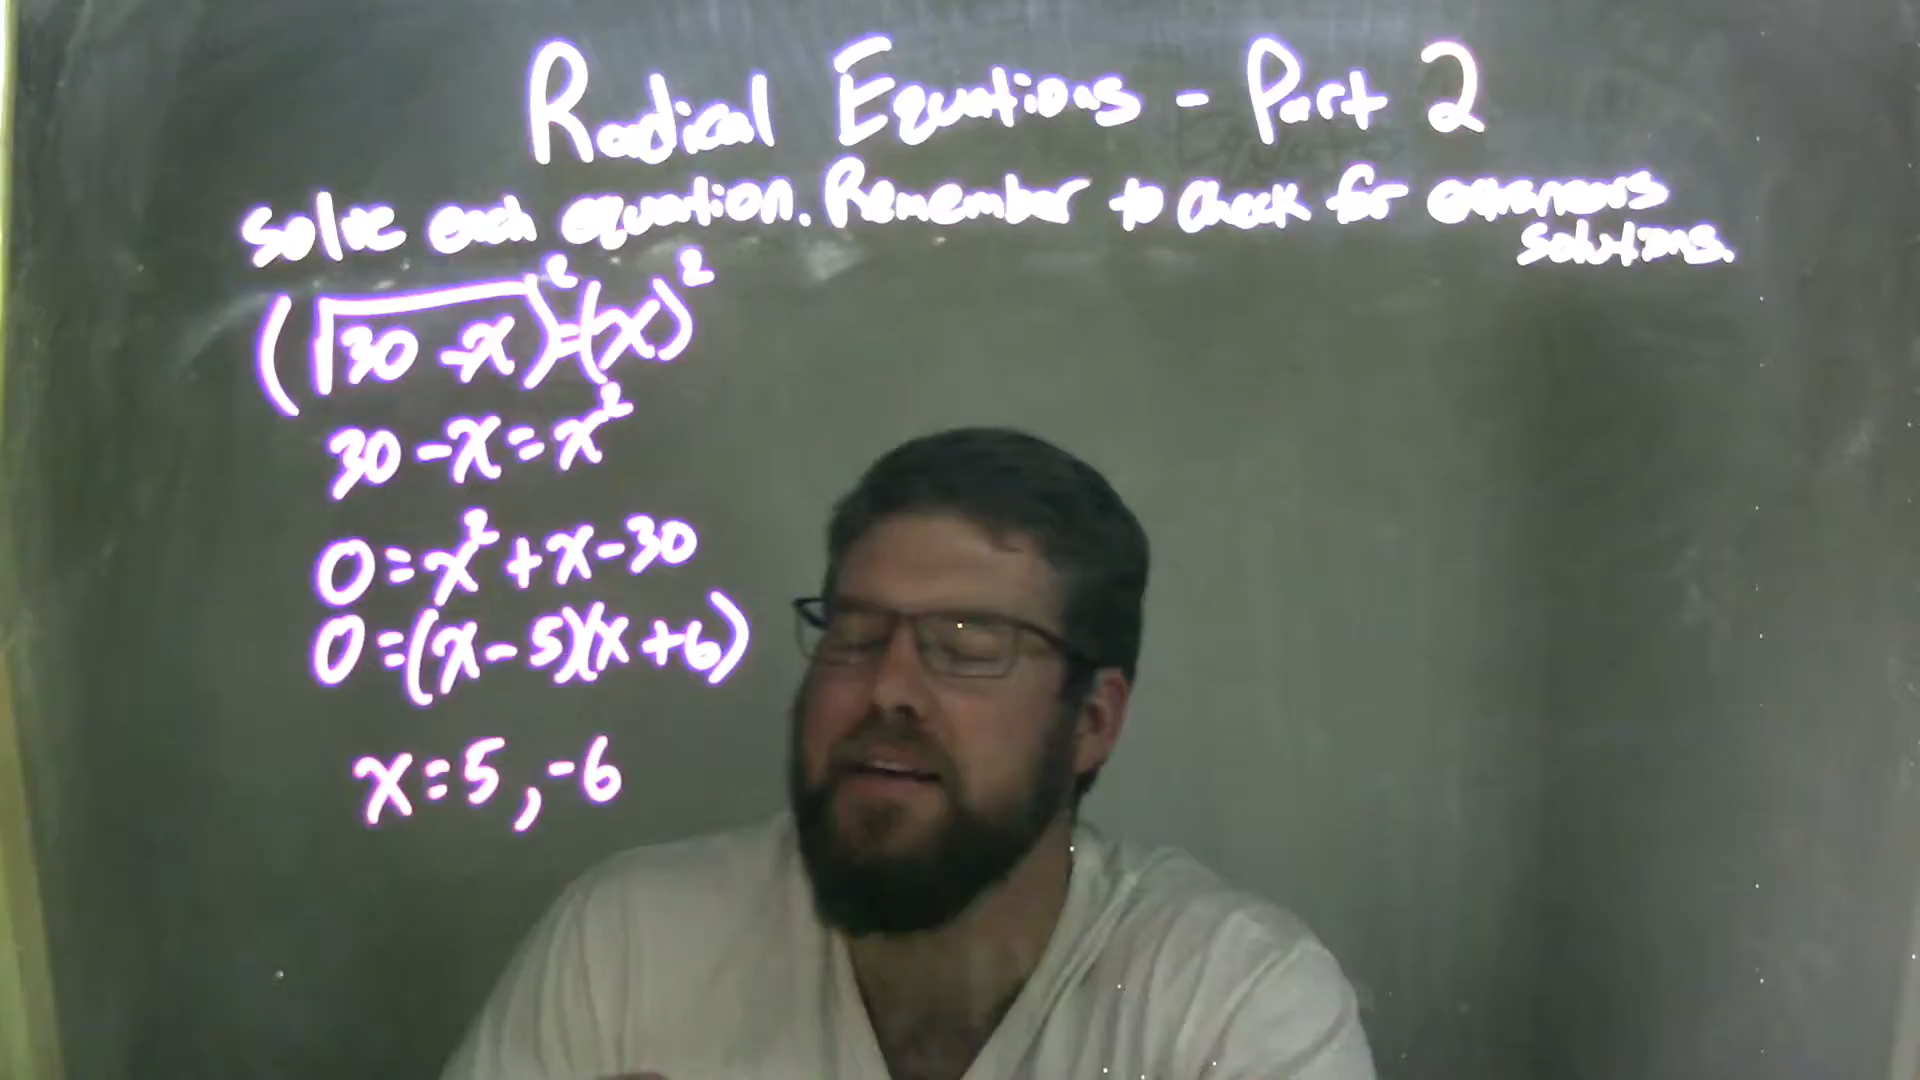 Radical Equations - Part 2
Solve each equation. Remember to check for extraneous
solutions.
(√30 - x)² = (x)²
30 - x = x²
0 = x² + x - 30
0 = (x - 5)(x + 6)
x = 5, -6